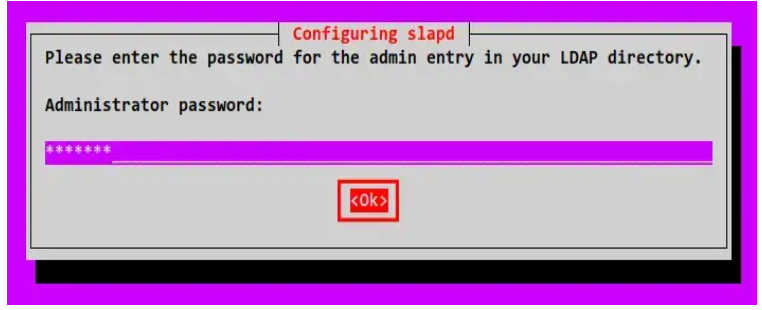 Configuring slapd
Please enter the password for the admin entry in your LDAP directory.
Administrator password:
*******
<Ok>